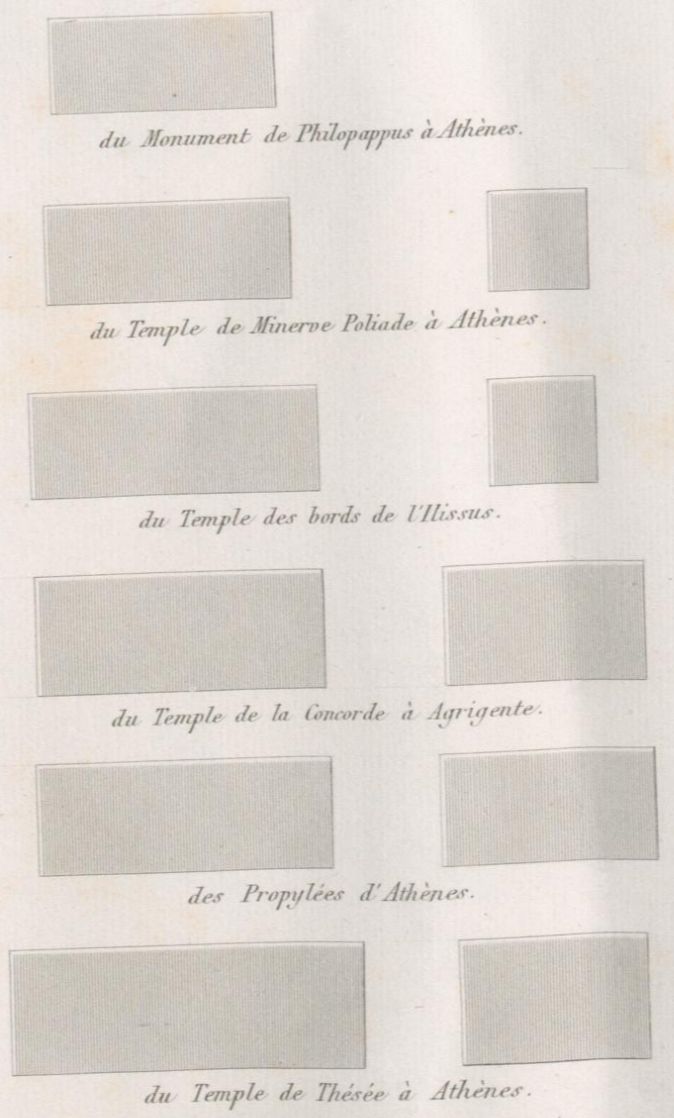 du Monument de Philopappus à Athènes.
du Temple de Minerve Poliade à Athènes.
du Temple des bords de l'Ilissus.
du Temple de la Concorde à Agrigente.
des Propylées d'Athènes.
du Temple de Thésée à Athènes.